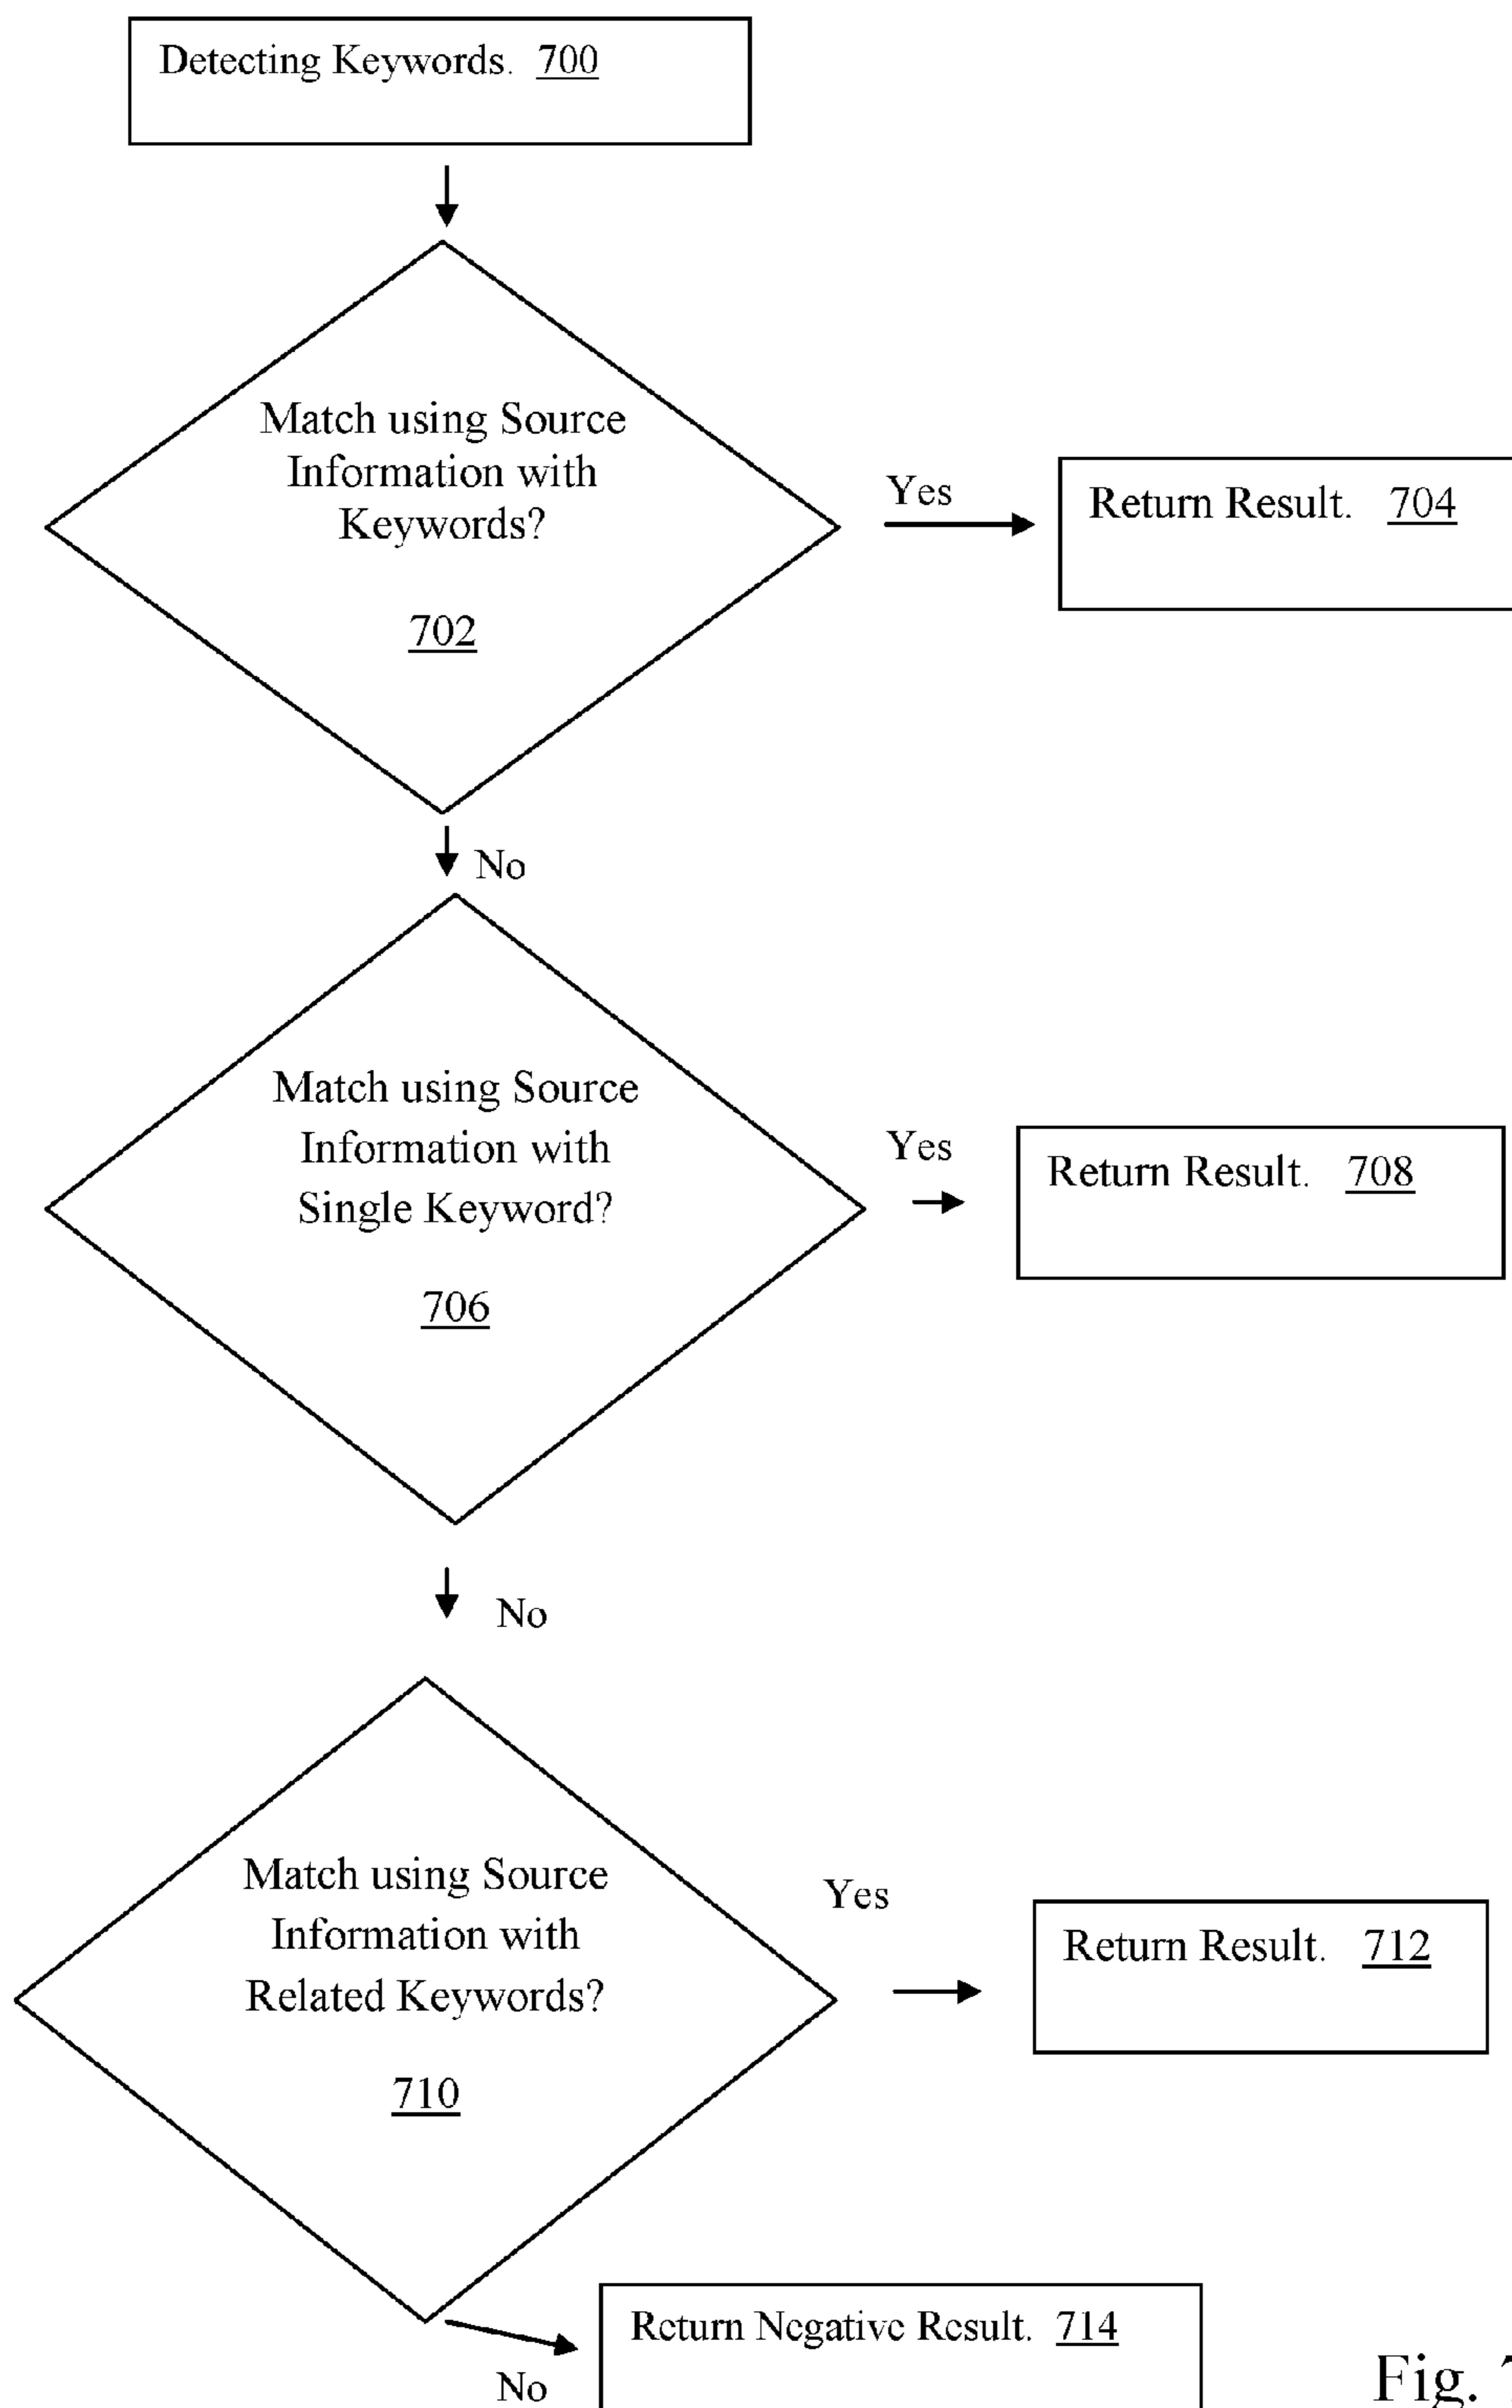 Detecting Keywords. 700
Match using Source
Information with
Keywords?
702
Yes
Return Result. 704
No
Match using Source
Information with
Single Keyword?
706
Yes
Return Result. 708
No
Match using Source
Information with
Related Keywords?
710
Yes
Return Result. 712
Return Negative Result. 714
No
Fig.